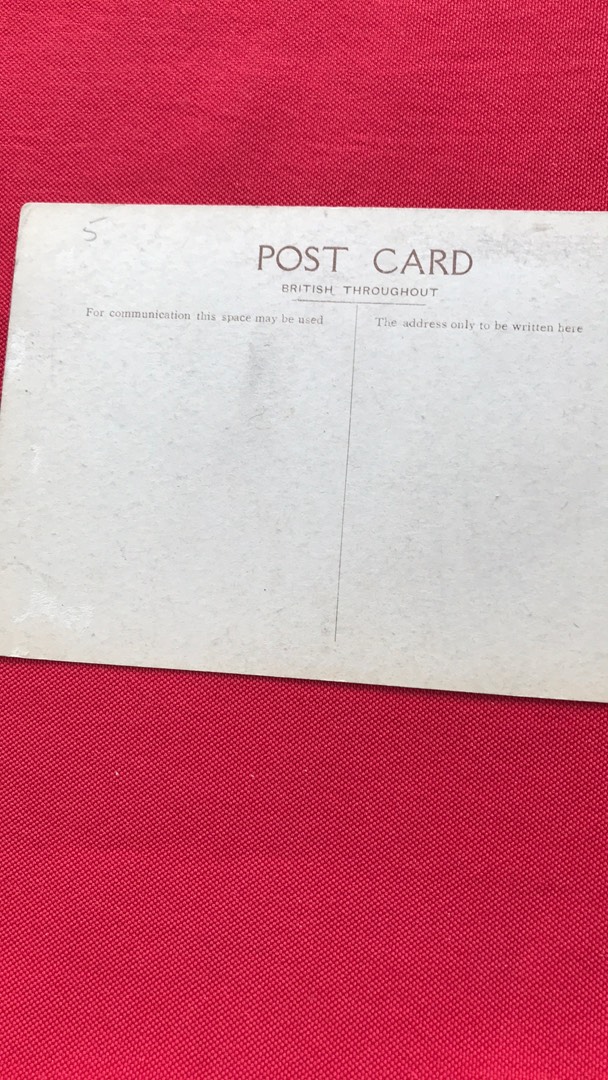 5
POST CARD
BRITISH THROUGHOUT
For communication this space may be used
The address only to be written here